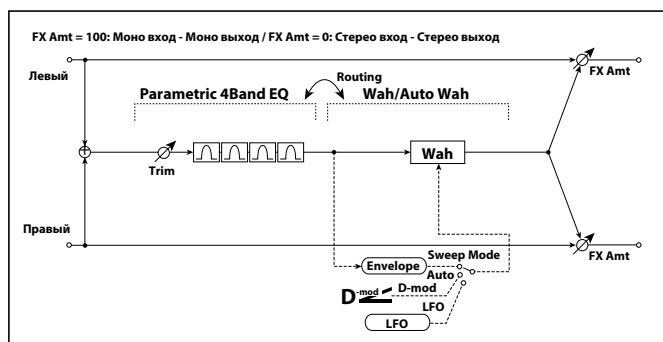 FX Amt = 100: Моно вход - Моно выход / FX Amt = 0: Стерео вход - Стерео выход
Левый
FX Amt
Routing
Parametric 4Band EQ
Wah/Auto Wah
Trim
Wah
Правый
FX Amt
Sweep Mode
Envelope
Auto
D-mod
D-mod
LFO
LFO